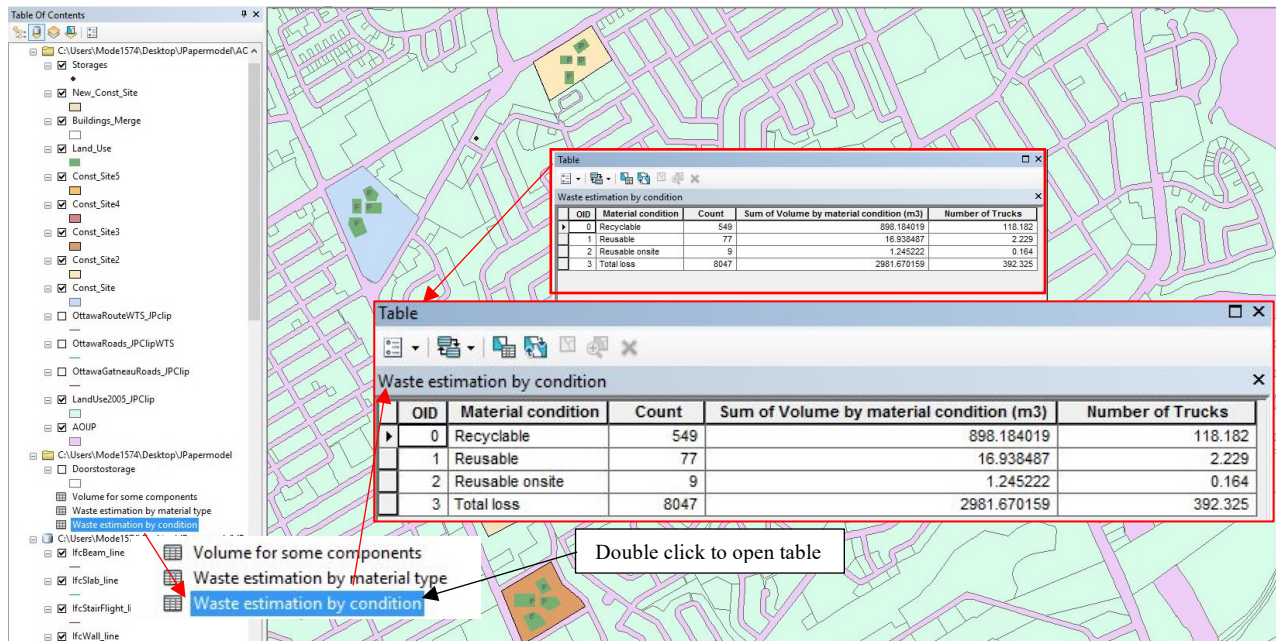 Table Of Contents
C:\Users\Mode1574\Desktop\JPapermodel\AC
Storages
New_Const_Site
Buildings_Merge
Land_Use
Const_Site5
Const_Site4
Const_Site3
Const_Site2
Const_Site
OttawaRouteWTS_JPclip
OttawaRoads_JPClipWTS
OttawaGatneauRoads_JPClip
LandUse2005_JPClip
AOIJP
C:\Users\Mode1574\Desktop\JPapermodel
Doorstostorage
Volume for some components
Waste estimation by material type
Waste estimation by condition
IfcBeam_line
IfcSlab_line
IfcStairFlight_li
IfcWall_line
Volume for some components
Waste estimation by material type
Waste estimation by condition
Double click to open table
Table
Waste estimation by condition
OID Material condition Count Sum of Volume by material condition (m3) Number of Trucks
0 Recyclable 549 898.184019 118.182
1 Reusable 77 16.938487 2.229
2 Reusable onsite 9 1.245222 0.164
3 Total loss 8047 2981.670159 392.325
Table
Waste estimation by condition
OID Material condition Count Sum of Volume by material condition (m3) Number of Trucks
0 Recyclable 549 898.184019 118.182
1 Reusable 77 16.938487 2.229
2 Reusable onsite 9 1.245222 0.164
3 Total loss 8047 2981.670159 392.325